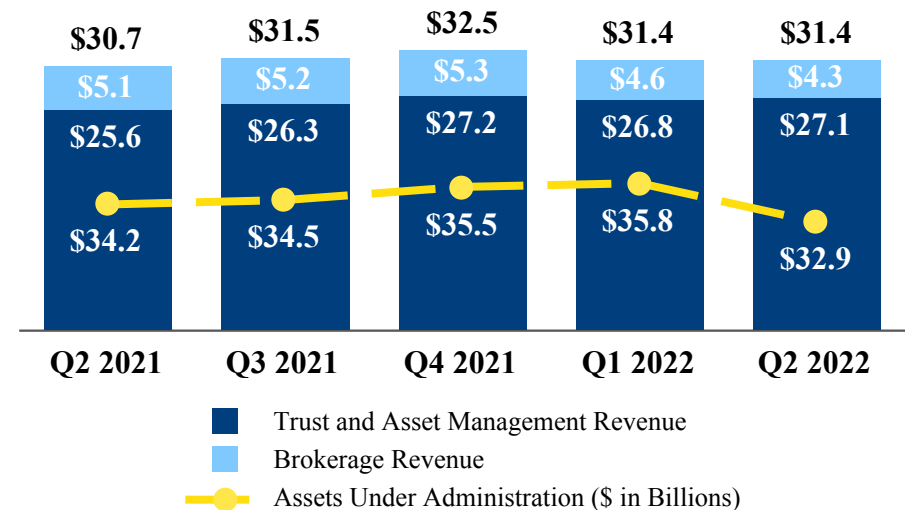 $30.7 $31.5 $32.5 $31.4 $31.4
$5.1 $5.2 $5.3 $4.6 $4.3
$25.6 $26.3 $27.2 $26.8 $27.1
$34.2 $34.5 $35.5 $35.8 $32.9
Q2 2021 Q3 2021 Q4 2021 Q1 2022 Q2 2022
Trust and Asset Management Revenue
Brokerage Revenue
Assets Under Administration ($ in Billions)